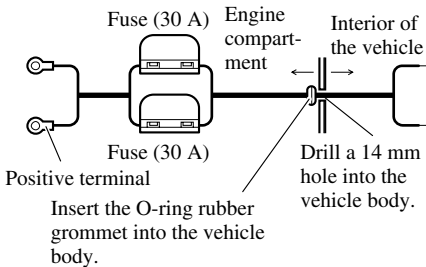 Fuse (30 A)
Engine
compart-
ment
Interior of
the vehicle
Fuse (30 A)
Positive terminal
Drill a 14 mm
hole into the
vehicle body.
Insert the O-ring rubber
grommet into the vehicle
body.